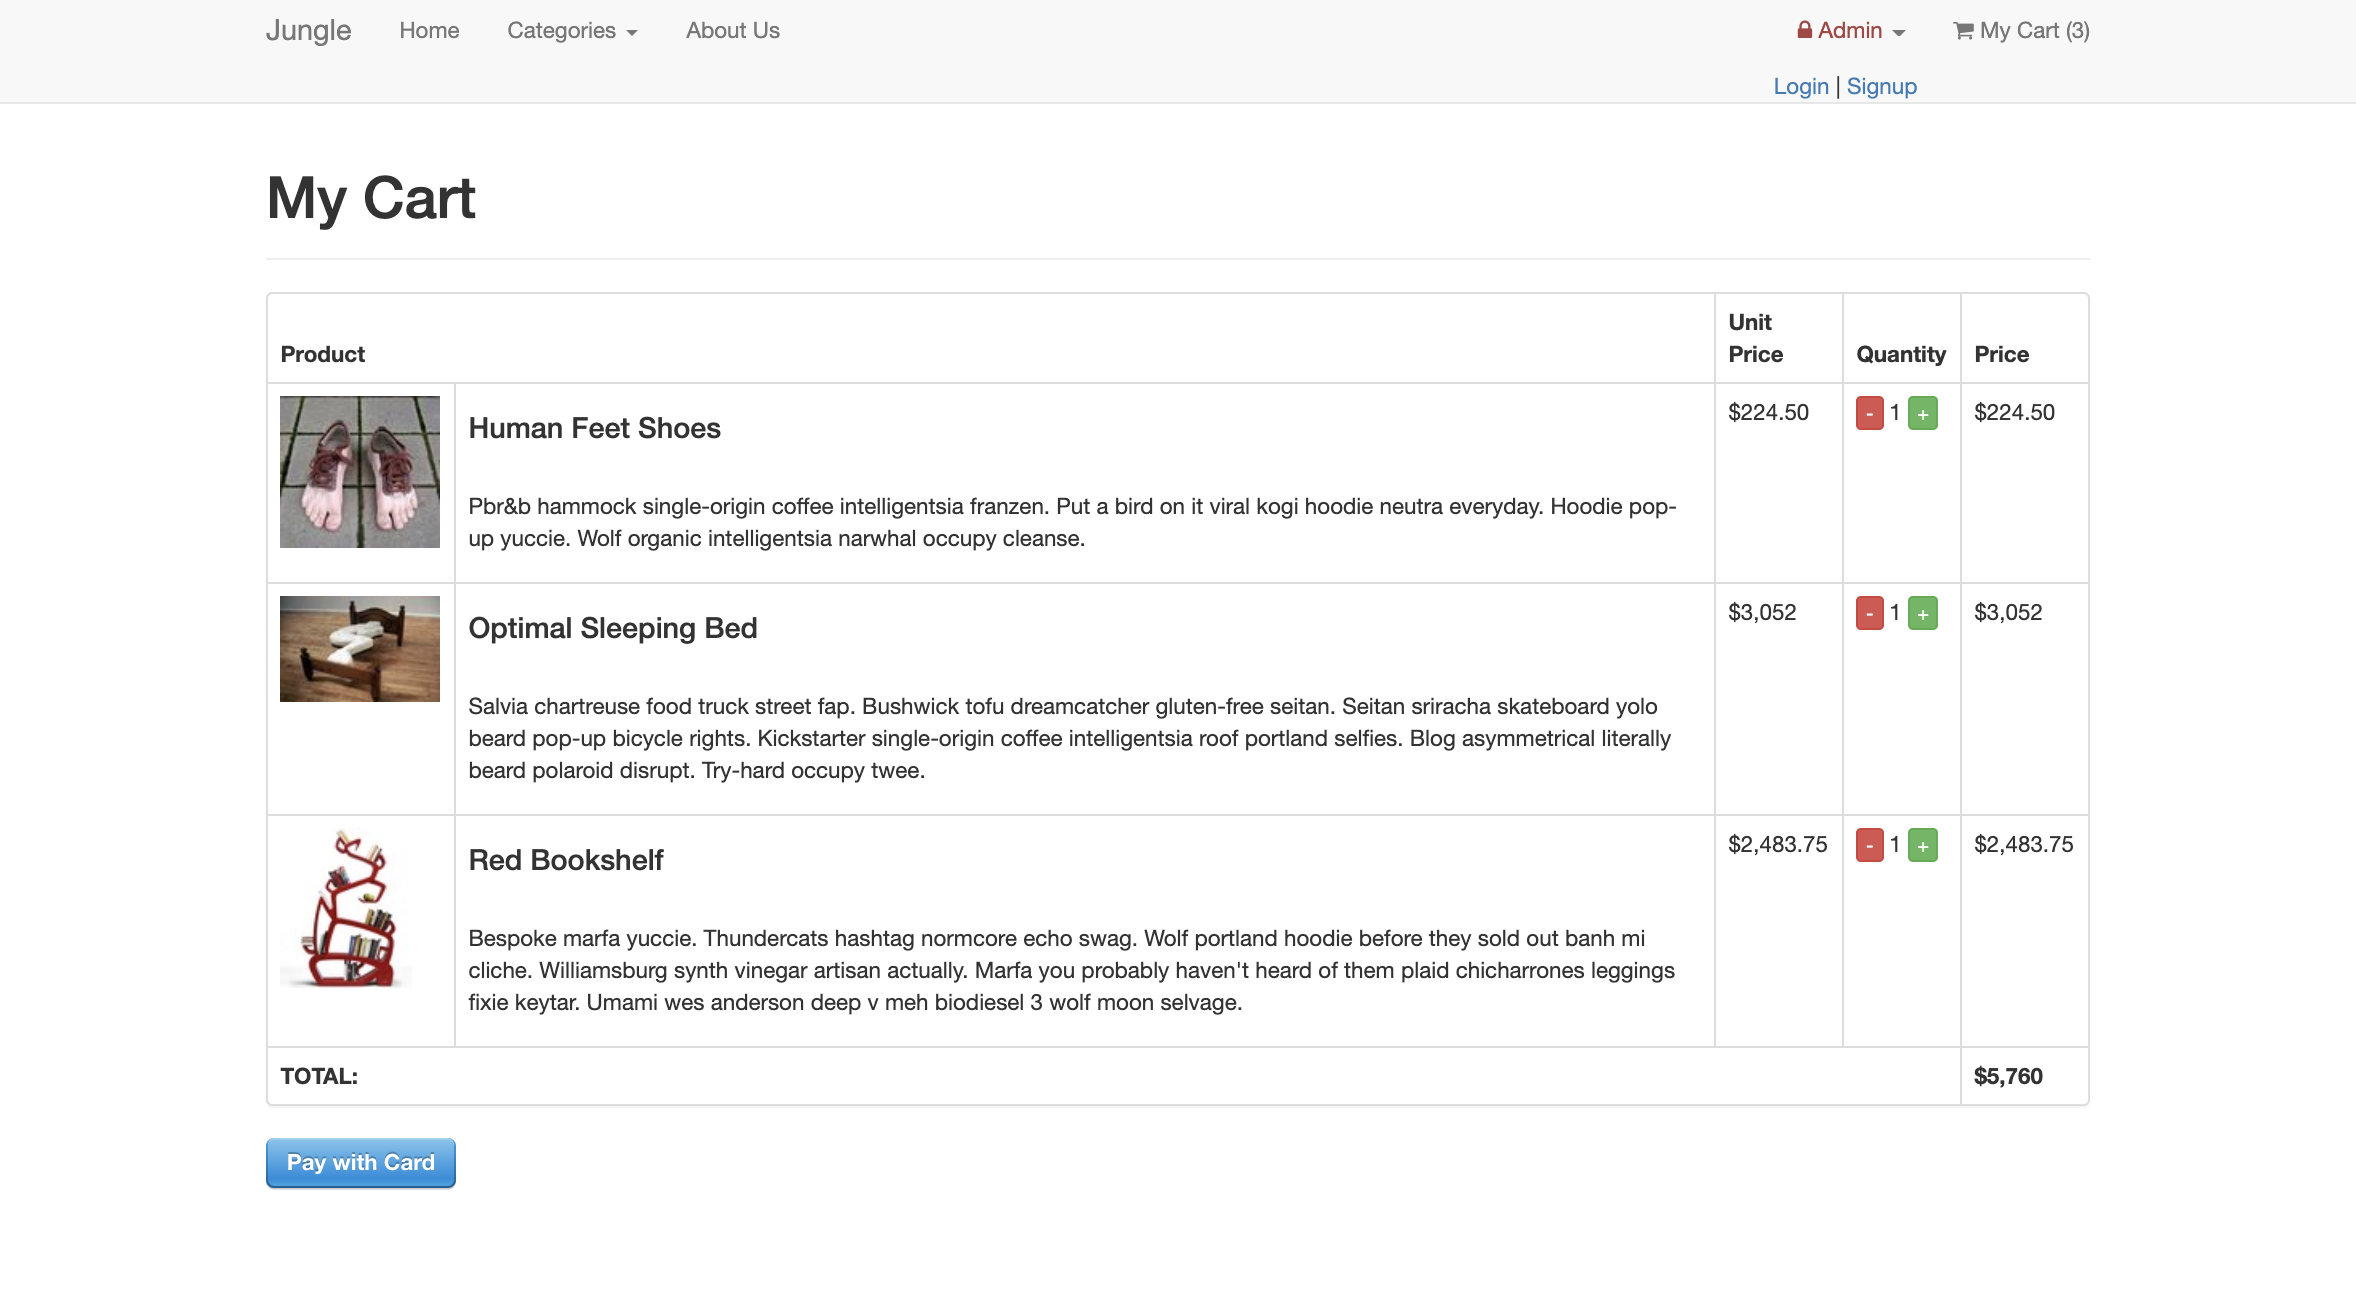 Jungle Home Categories About Us Admin My Cart (3)
Login | Signup
My Cart
Product Unit Price Quantity Price
Human Feet Shoes $224.50 - 1 + $224.50
Pbr&b hammock single-origin coffee intelligentsia franzen. Put a bird on it viral kogi hoodie neutra everyday. Hoodie pop-
up yuccie. Wolf organic intelligentsia narwhal occupy cleanse.
Optimal Sleeping Bed $3,052 - 1 + $3,052
Salvia chartreuse food truck street fap. Bushwick tofu dreamcatcher gluten-free seitan. Seitan sriracha skateboard yolo
beard pop-up bicycle rights. Kickstarter single-origin coffee intelligentsia roof portland selfies. Blog asymmetrical literally
beard polaroid disrupt. Try-hard occupy twee.
Red Bookshelf $2,483.75 - 1 + $2,483.75
Bespoke marfa yuccie. Thundercats hashtag normcore echo swag. Wolf portland hoodie before they sold out banh mi
cliche. Williamsburg synth vinegar artisan actually. Marfa you probably haven't heard of them plaid chicharrones leggings
fixie keytar. Umami wes anderson deep v meh biodiesel 3 wolf moon selvage.
TOTAL: $5,760
Pay with Card